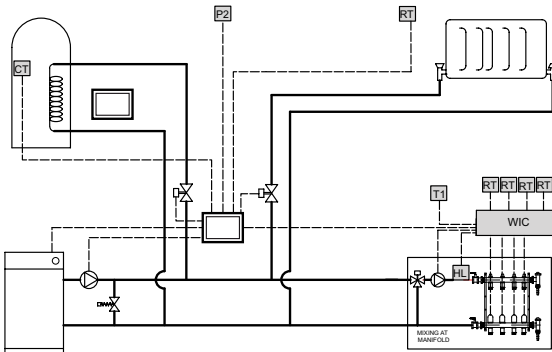 P2
RT
CT
T1
RT RT RT RT
WIC
HL
MIXING AT
MANIFOLD